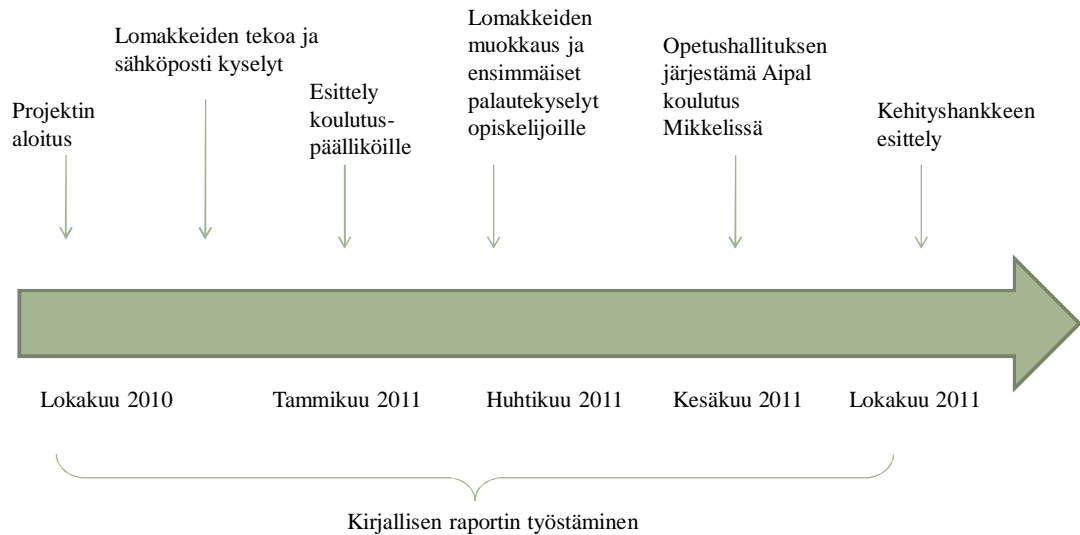 Projektin
aloitus
Lomakkeiden tekoa ja
sähköposti kyselyt
Esittely
koulutus-
päälliköille
Lomakkeiden
muokkaus ja
ensimmäiset
palautekyselyt
opiskelijoille
Opetushallituksen
järjestämä Aipal
koulutus
Mikkelissä
Kehityshankkeen
esittely
Lokakuu 2010
Tammikuu 2011
Huhtikuu 2011
Kesäkuu 2011
Lokakuu 2011
Kirjallisen raportin työstäminen